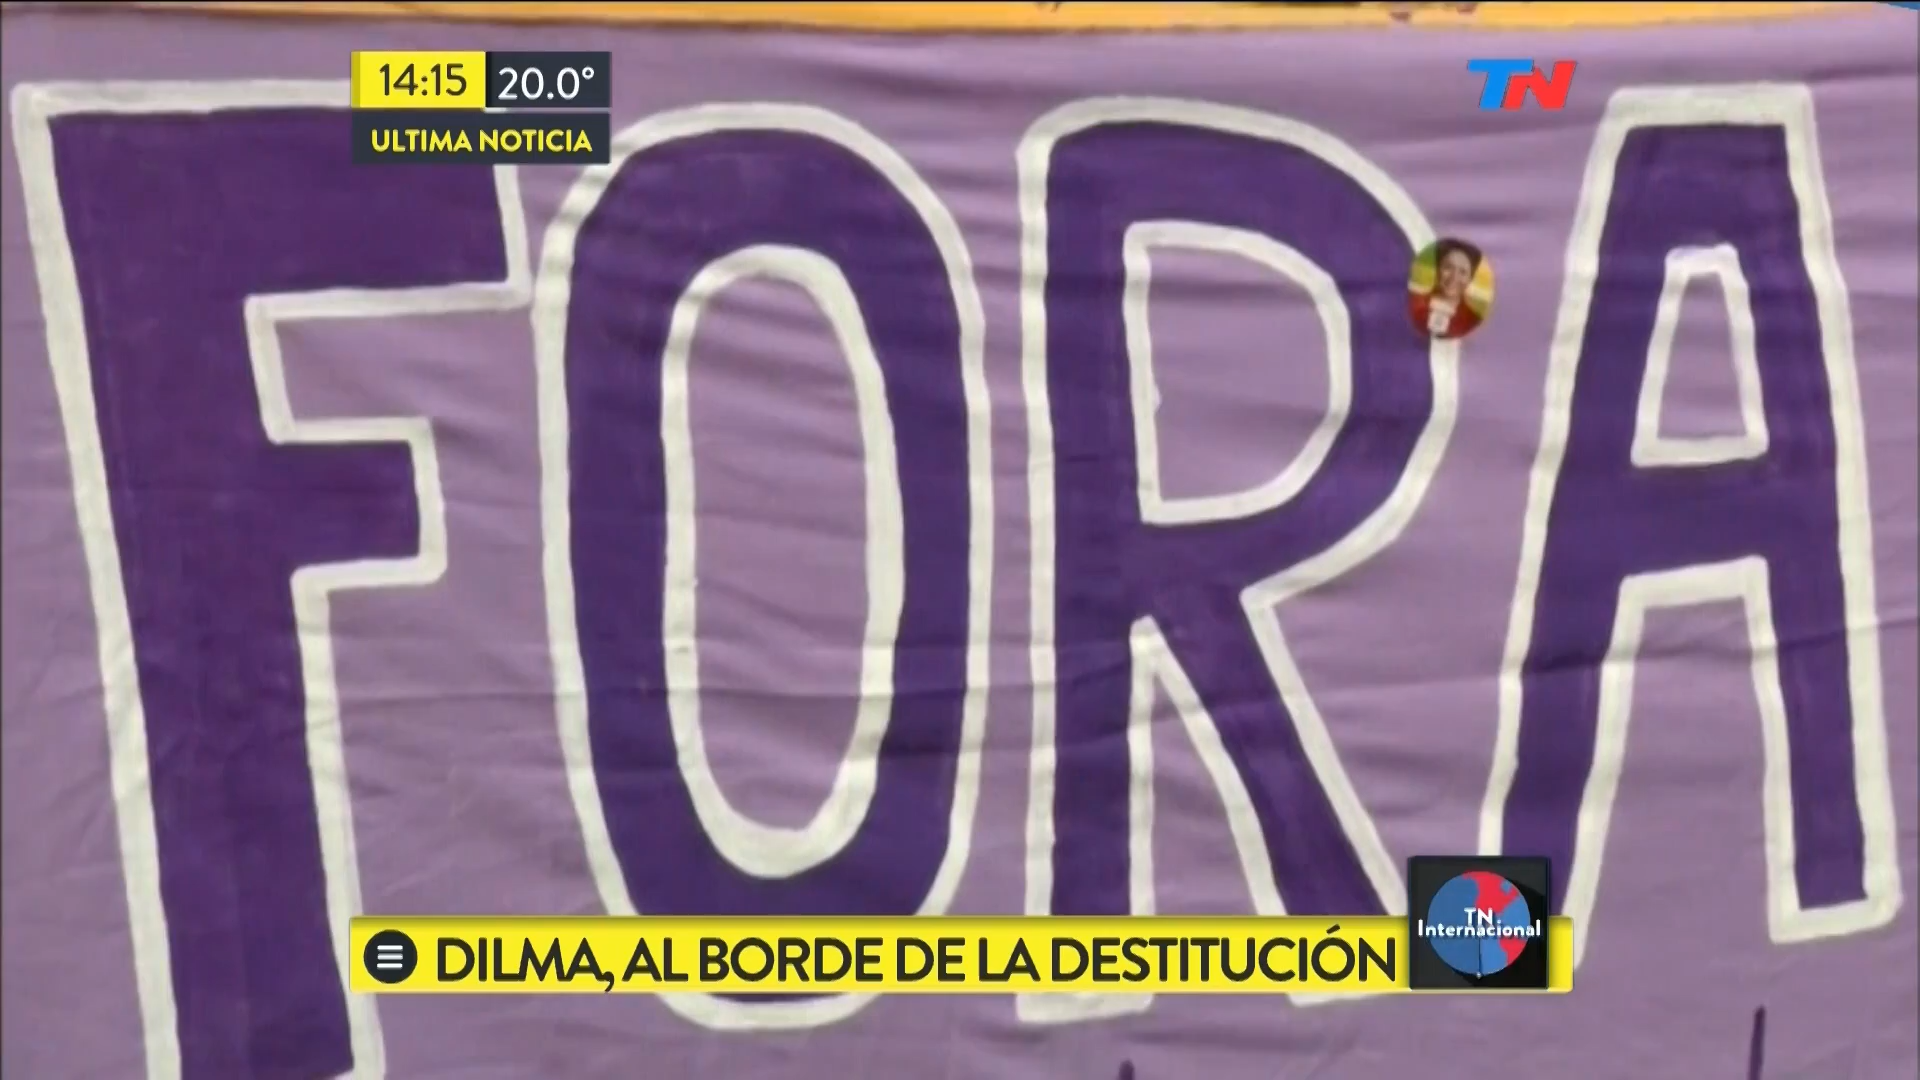 14:15 20.0°
TN
ULTIMA NOTICIA
FORA
TN
Internacional
DILMA, AL BORDE DE LA DESTITUCIÓN